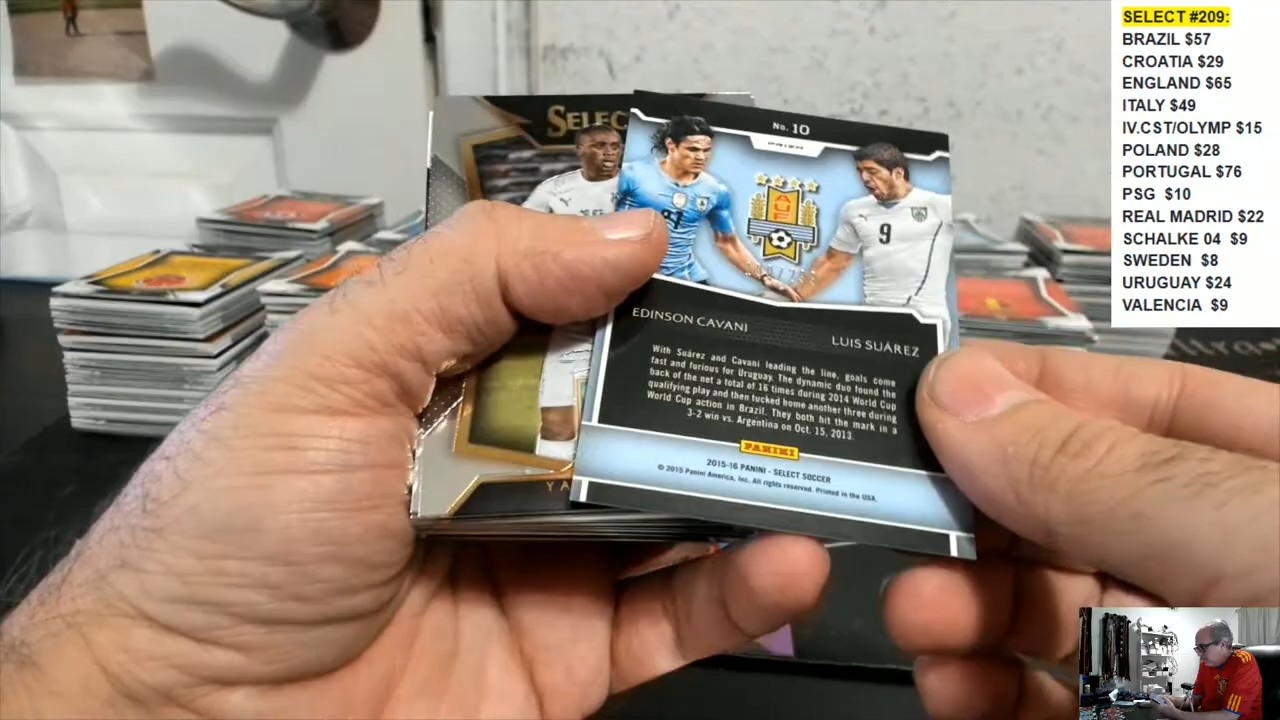 SELECT #209:
BRAZIL $57
CROATIA $29
ENGLAND $65
ITALY $49
IV.CST/OLYMP $15
POLAND $28
PORTUGAL $76
PSG $10
REAL MADRID $22
SCHALKE 04 $9
SWEDEN $8
URUGUAY $24
VALENCIA $9
SELEC
No. 10
AUF
21
9
EDINSON CAVANI
LUIS SUÁREZ
With Suárez and Cavani leading the line, goals come
fast and furious for Uruguay. The dynamic duo found the
back of the net a total of 16 times during 2014 World Cup
qualifying play and then fucked home another three during
World Cup action in Brazil. They both hit the mark in a
3-2 win vs. Argentina on Oct. 15, 2013.
PANINI
2015-16 PANINI - SELECT SOCCER
© 2015 Panini America, Inc. All rights reserved. Printed in the USA.
YA